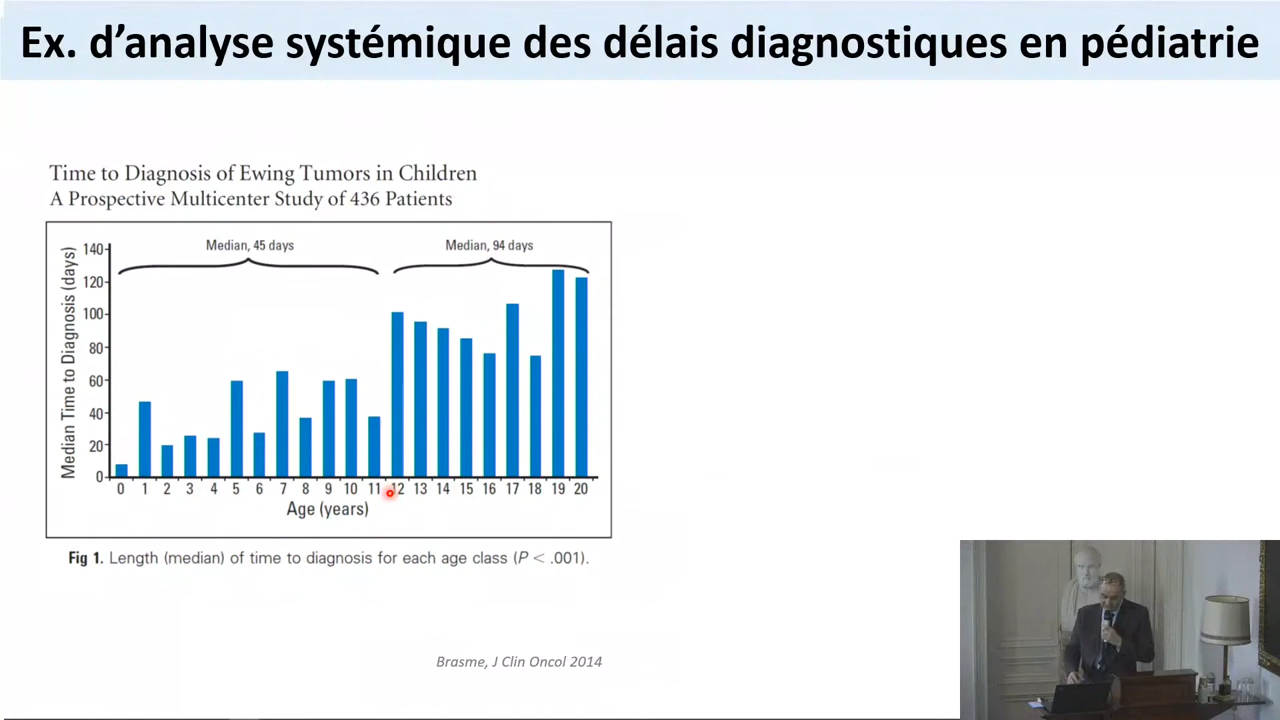 Ex. d’analyse systémique des délais diagnostiques en pédiatrie
Time to Diagnosis of Ewing Tumors in Children
A Prospective Multicenter Study of 436 Patients
Median, 45 days
Median, 94 days
Median Time to Diagnosis (days)
140
120
100
80
60
40
20
0
0 1 2 3 4 5 6 7 8 9 10 11 12 13 14 15 16 17 18 19 20
Age (years)
Fig 1. Length (median) of time to diagnosis for each age class (P < .001).
Brasme, J Clin Oncol 2014